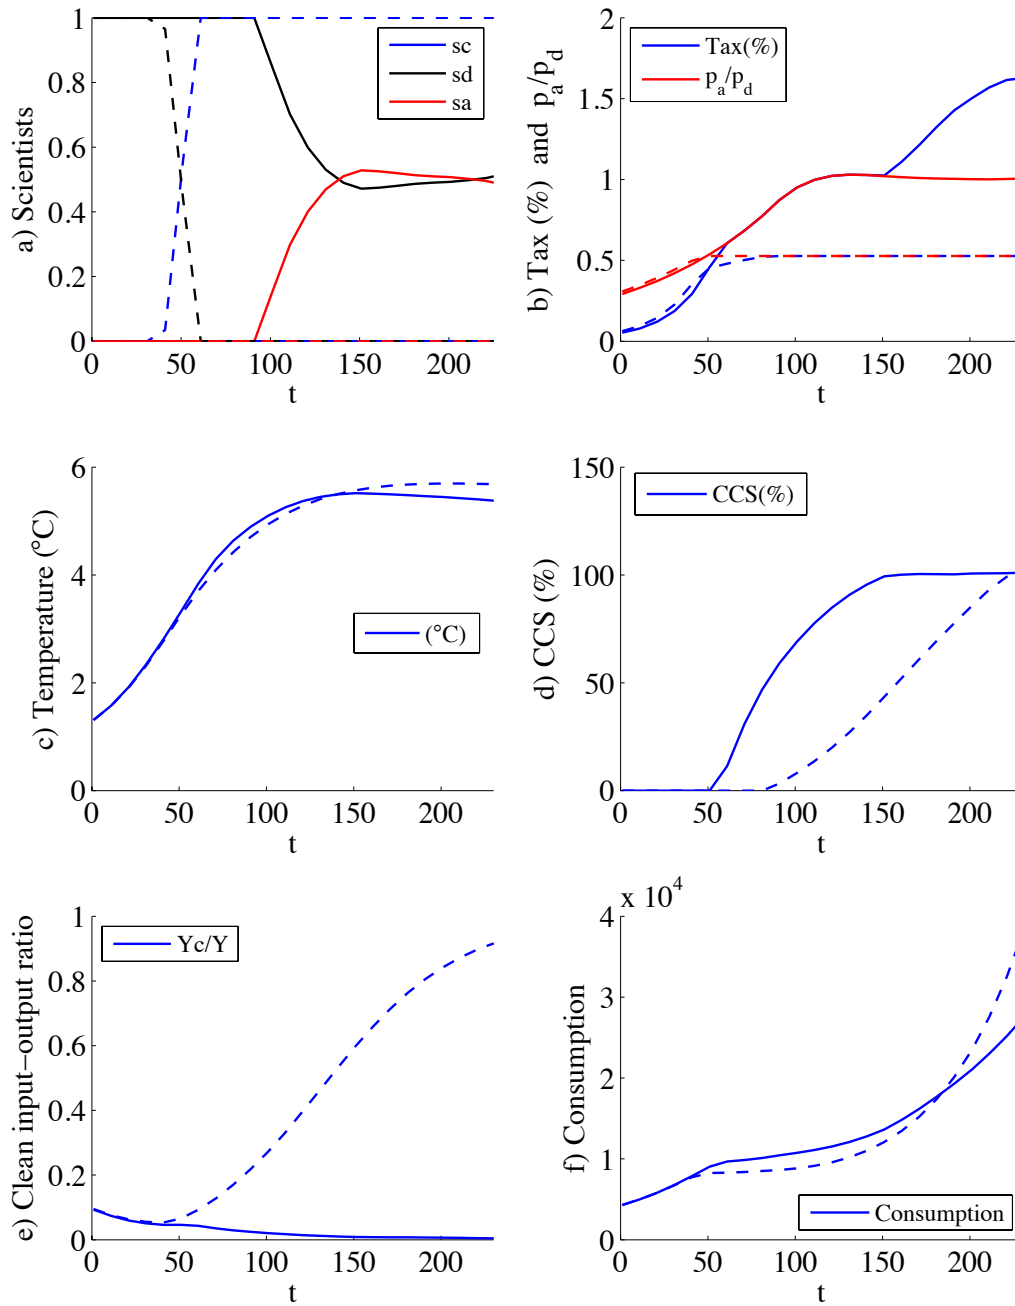 a) Scientists
1
0.8
0.6
0.4
0.2
0
0 50 100 150 200
t
sc
sd
sa
b) Tax (%) and p_a/p_d
2
1.5
1
0.5
0
0 50 100 150 200
t
Tax(%)
p_a/p_d
c) Temperature (°C)
6
4
2
0
0 50 100 150 200
t
(°C)
d) CCS (%)
150
100
50
0
0 50 100 150 200
t
CCS(%)
e) Clean input–output ratio
1
0.8
0.6
0.4
0.2
0
0 50 100 150 200
t
Yc/Y
f) Consumption
x 10^4
4
3
2
1
0
0 50 100 150 200
t
Consumption